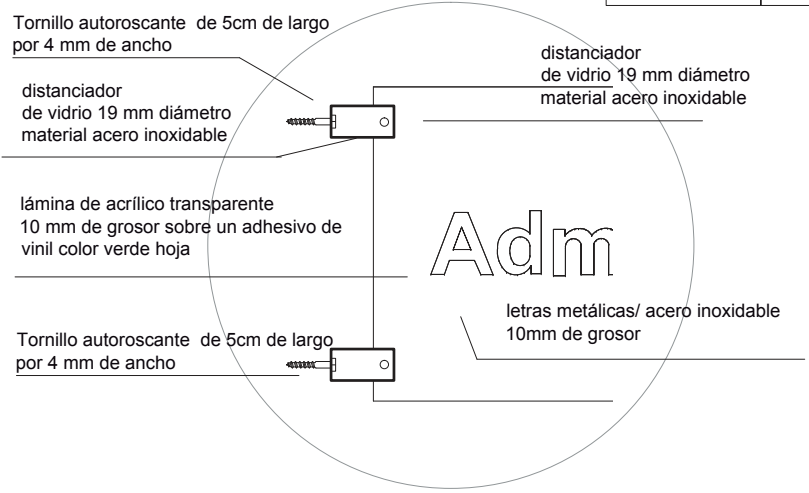 Tornillo autoroscante de 5cm de largo
por 4 mm de ancho
distanciador
de vidrio 19 mm diámetro
material acero inoxidable
distanciador
de vidrio 19 mm diámetro
material acero inoxidable
lámina de acrílico transparente
10 mm de grosor sobre un adhesivo de
vinil color verde hoja
Adm
letras metálicas/ acero inoxidable
10mm de grosor
Tornillo autoroscante de 5cm de largo
por 4 mm de ancho